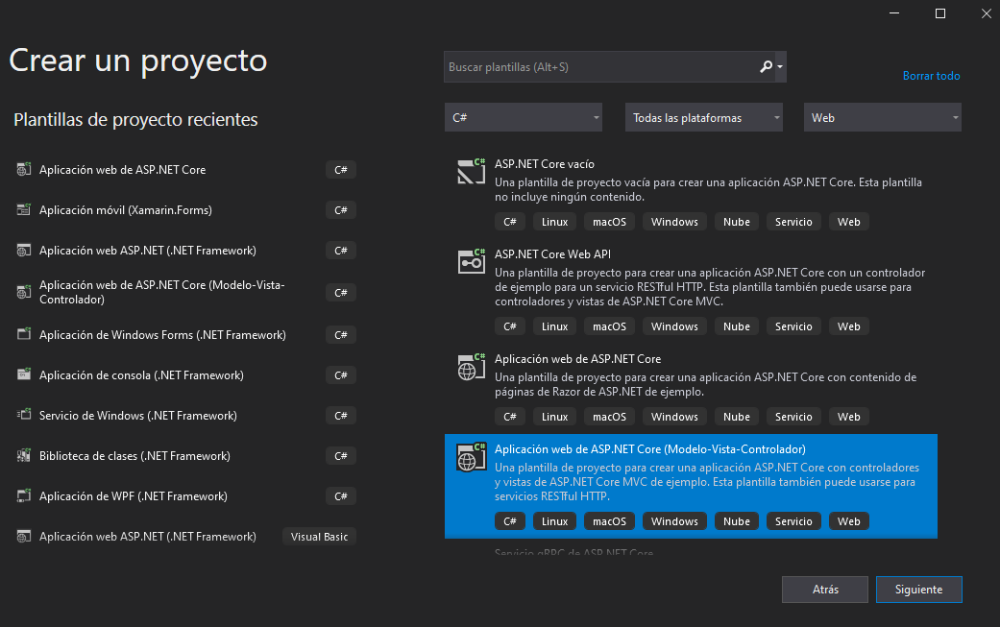 Crear un proyecto
Buscar plantillas (Alt+S)
Borrar todo
Plantillas de proyecto recientes
C#
Todas las plataformas
Web
Aplicación web de ASP.NET Core
C#
Aplicación móvil (Xamarin.Forms)
C#
Aplicación web ASP.NET (.NET Framework)
C#
Aplicación web de ASP.NET Core (Modelo-Vista-
Controlador)
C#
Aplicación de Windows Forms (.NET Framework)
C#
Aplicación de consola (.NET Framework)
C#
Servicio de Windows (.NET Framework)
C#
Biblioteca de clases (.NET Framework)
C#
Aplicación de WPF (.NET Framework)
C#
Aplicación web ASP.NET (.NET Framework)
Visual Basic
ASP.NET Core vacío
Una plantilla de proyecto vacía para crear una aplicación ASP.NET Core. Esta plantilla
no incluye ningún contenido.
C# Linux macOS Windows Nube Servicio Web
ASP.NET Core Web API
Una plantilla de proyecto para crear una aplicación ASP.NET Core con un controlador
de ejemplo para un servicio RESTful HTTP. Esta plantilla también puede usarse para
controladores y vistas de ASP.NET Core MVC.
C# Linux macOS Windows Nube Servicio Web
Aplicación web de ASP.NET Core
Una plantilla de proyecto para crear una aplicación ASP.NET Core con contenido de
páginas de Razor de ASP.NET de ejemplo.
C# Linux macOS Windows Nube Servicio Web
Aplicación web de ASP.NET Core (Modelo-Vista-Controlador)
Una plantilla de proyecto para crear una aplicación ASP.NET Core con controladores
y vistas de ASP.NET Core MVC de ejemplo. Esta plantilla también puede usarse para
servicios RESTful HTTP.
C# Linux macOS Windows Nube Servicio Web
Servicio gRPC de ASP.NET Core
Atrás
Siguiente